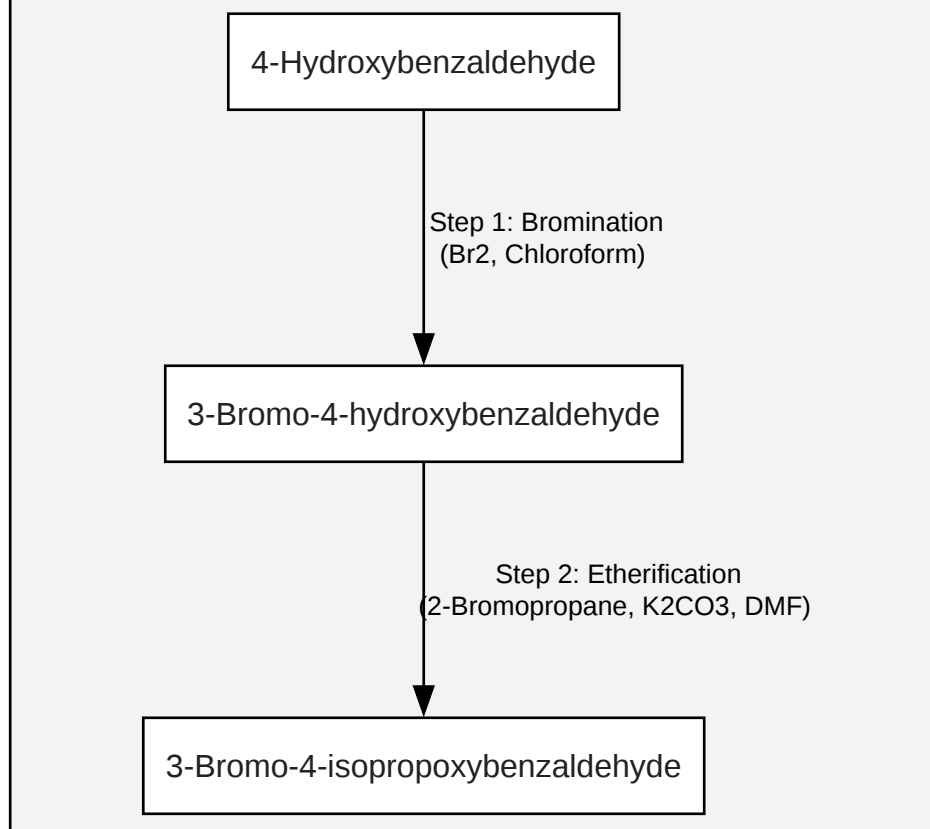 4-Hydroxybenzaldehyde
Step 1: Bromination
(Br2, Chloroform)
3-Bromo-4-hydroxybenzaldehyde
Step 2: Etherification
(2-Bromopropane, K2CO3, DMF)
3-Bromo-4-isopropoxybenzaldehyde